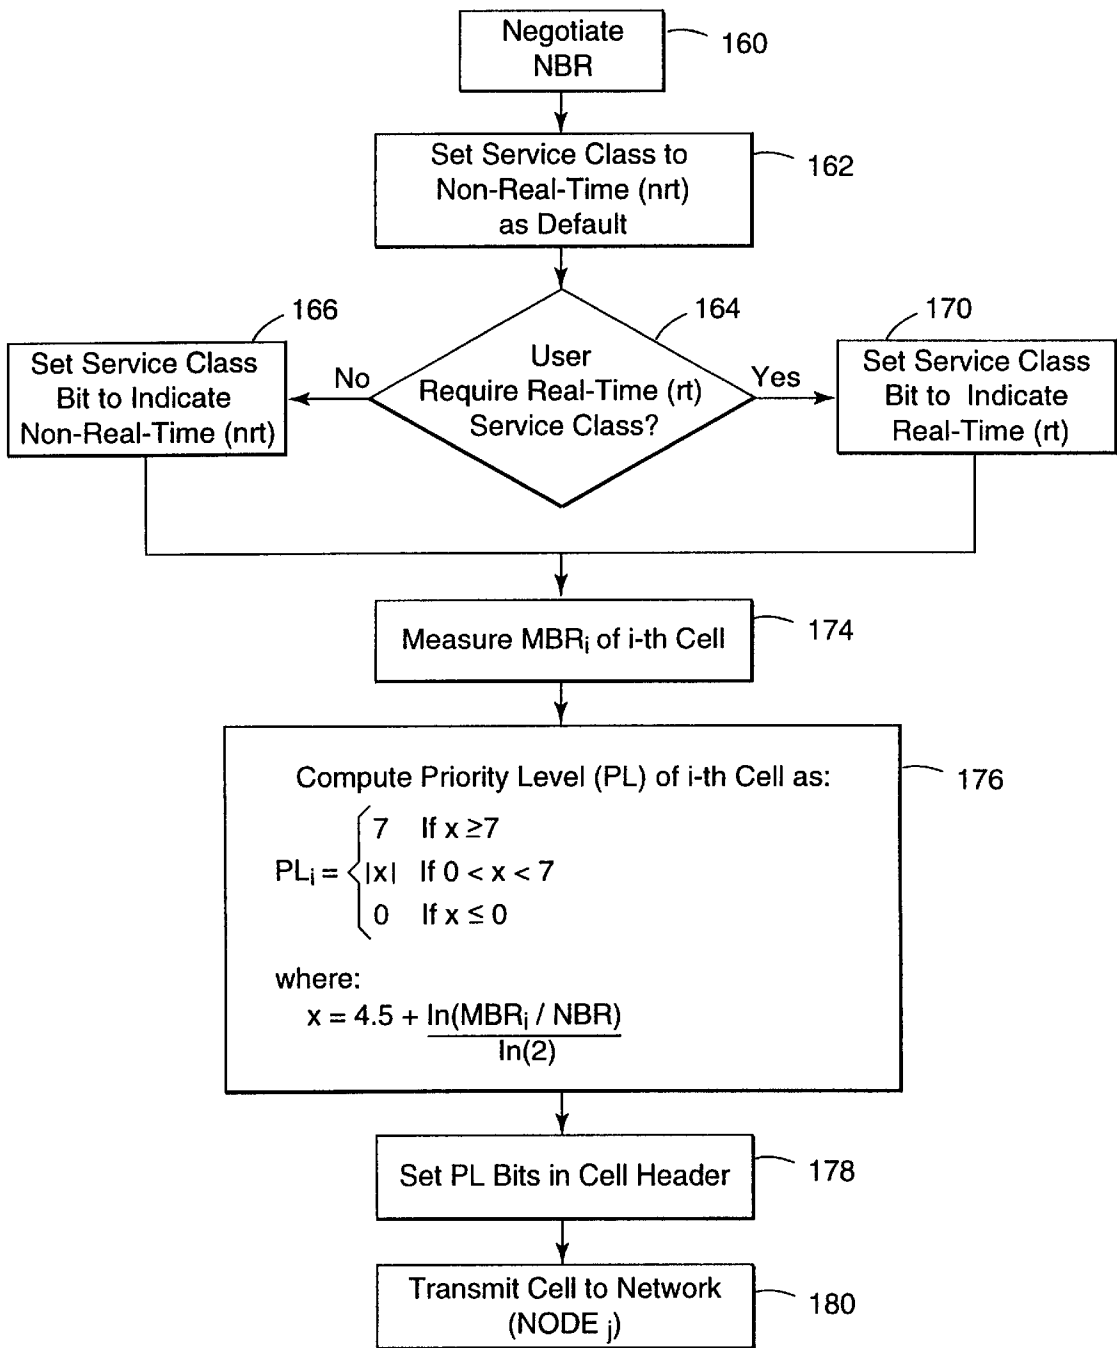 Negotiate
NBR
160
Set Service Class to
Non-Real-Time (nrt)
as Default
162
User
Require Real-Time (rt)
Service Class?
164
No
Yes
Set Service Class
Bit to Indicate
Non-Real-Time (nrt)
166
Set Service Class
Bit to Indicate
Real-Time (rt)
170
Measure MBRi of i-th Cell
174
Compute Priority Level (PL) of i-th Cell as:
176
7 If x ≥7
PLi = |x| If 0 < x < 7
0 If x ≤ 0
where:
x = 4.5 + ln(MBRi / NBR)
ln(2)
Set PL Bits in Cell Header
178
Transmit Cell to Network
(NODE j)
180